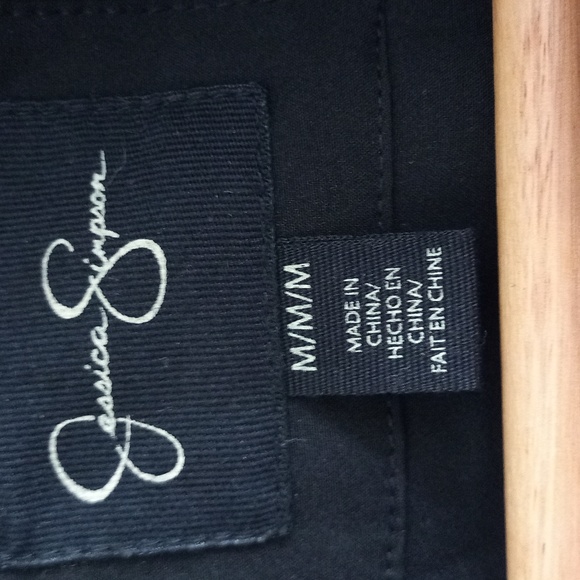 Jessica Simpson
M/M/M
MADE IN
CHINA/
HECHO EN
CHINA/
FAIT EN CHINE